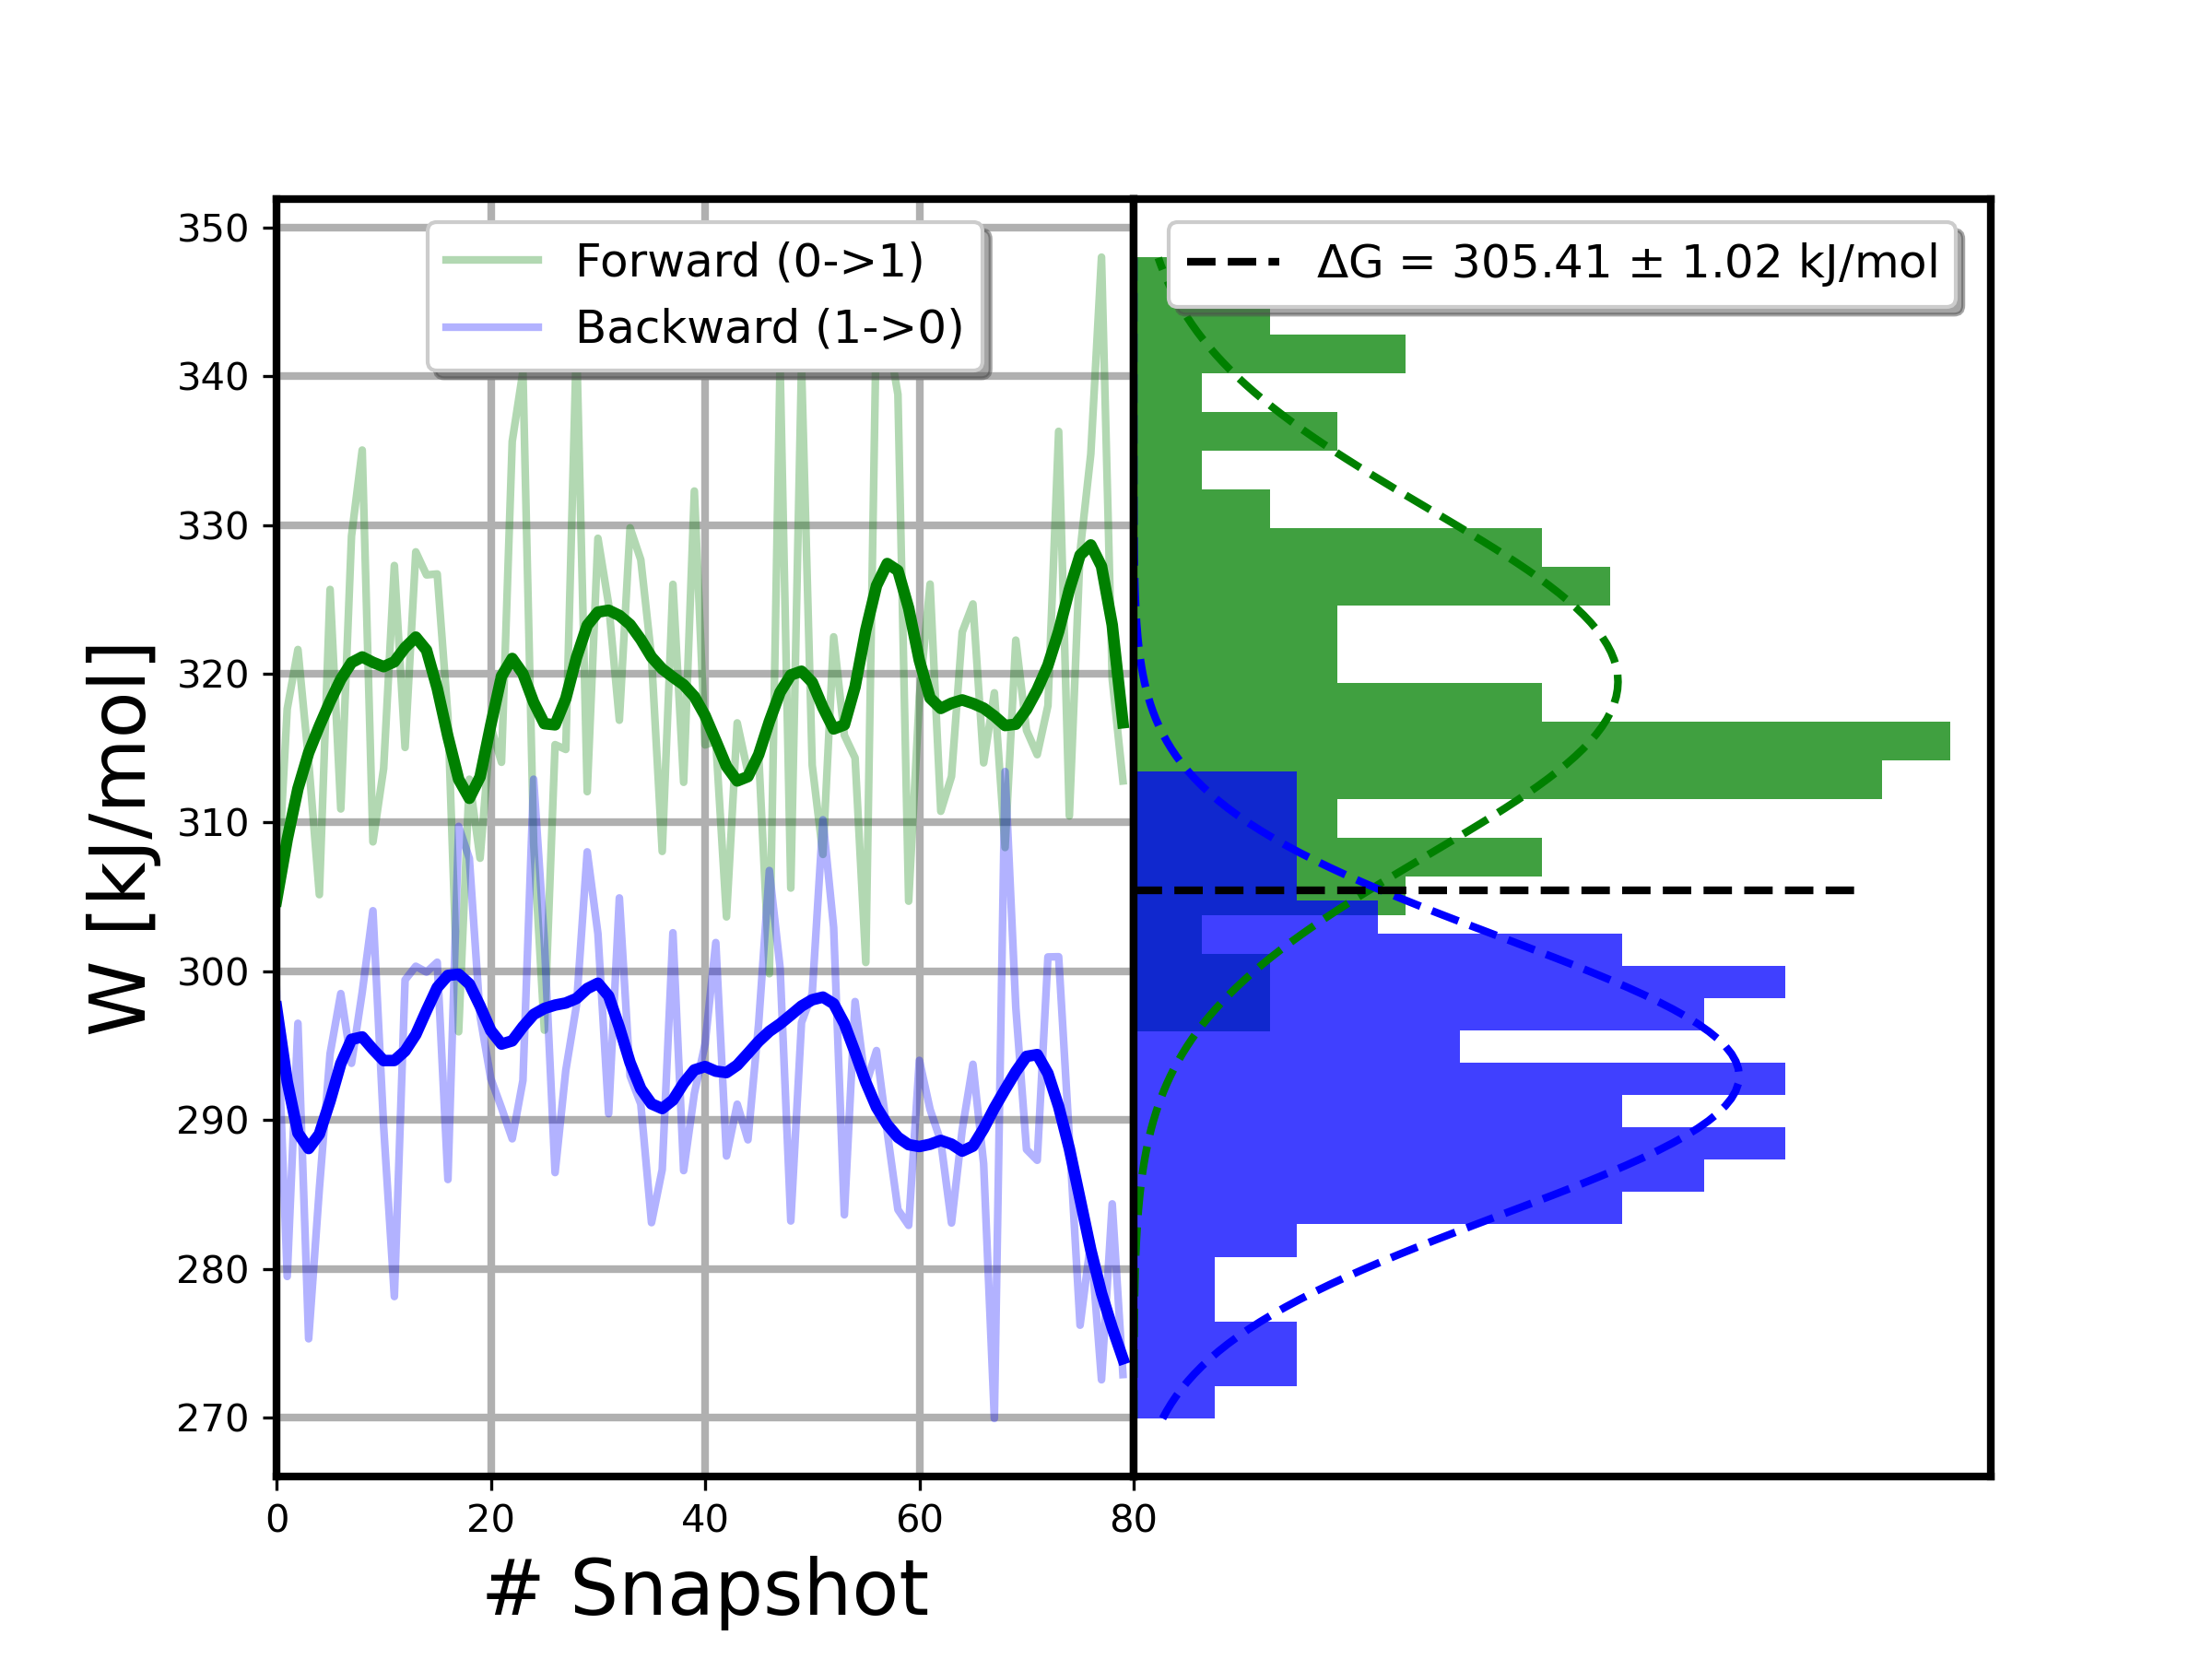 Forward (0->1)
Backward (1->0)
ΔG = 305.41 ± 1.02 kJ/mol
350
340
330
320
310
300
290
280
270
W [kJ/mol]
0 20 40 60 80
# Snapshot